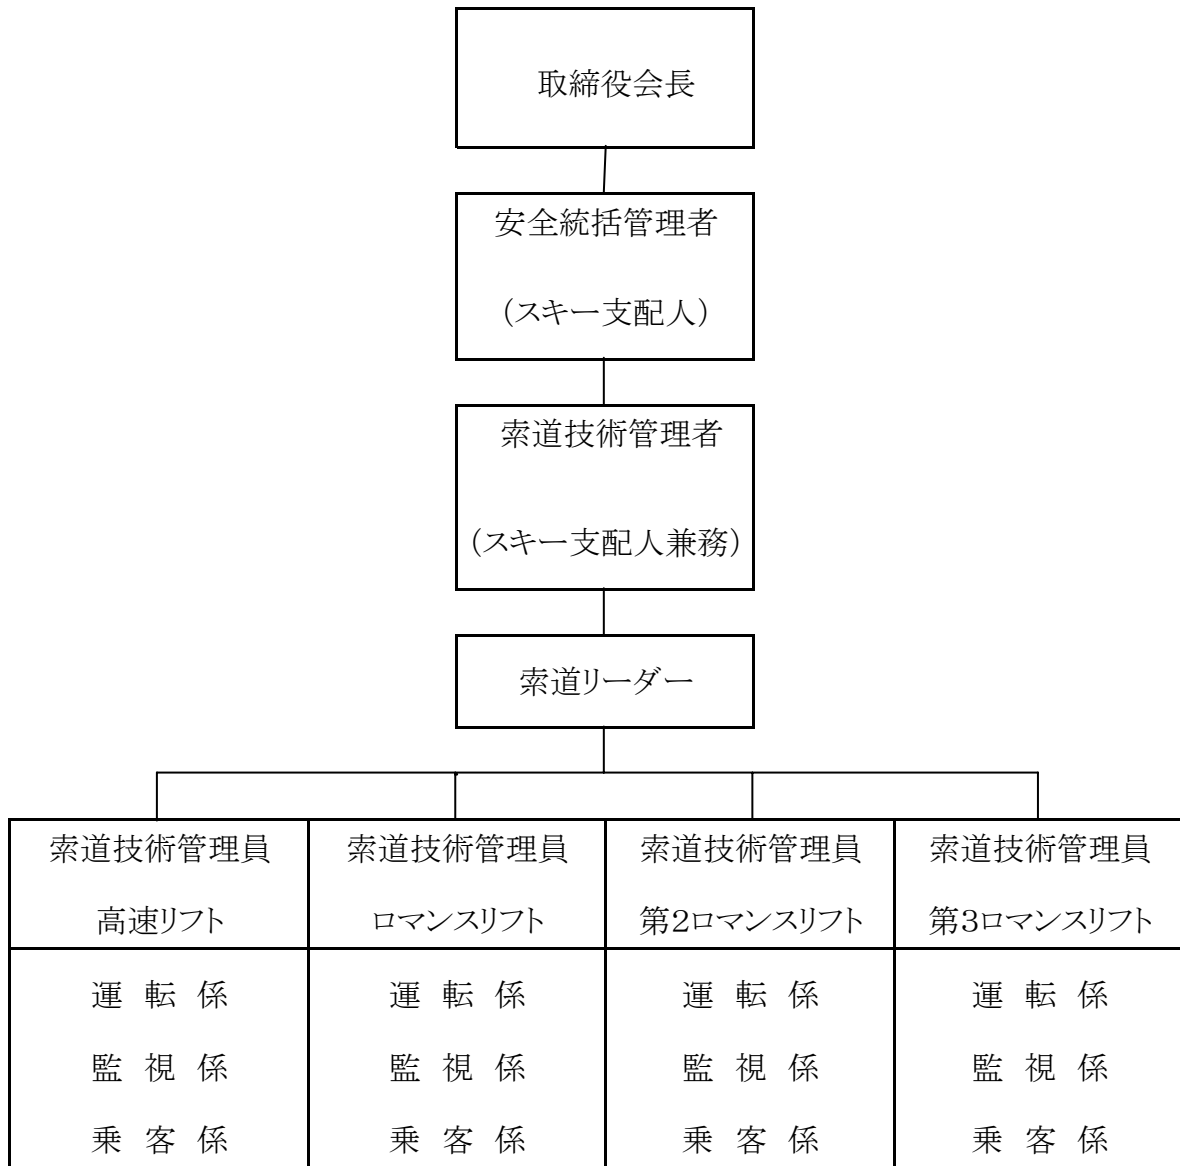 取締役会長
安全統括管理者
(スキー支配人)
索道技術管理者
(スキー支配人兼務)
索道リーダー
索道技術管理員 索道技術管理員 索道技術管理員 索道技術管理員
高速リフト ロマンスリフト 第2ロマンスリフト 第3ロマンスリフト
運 転 係 運 転 係 運 転 係 運 転 係
監 視 係 監 視 係 監 視 係 監 視 係
乗 客 係 乗 客 係 乗 客 係 乗 客 係